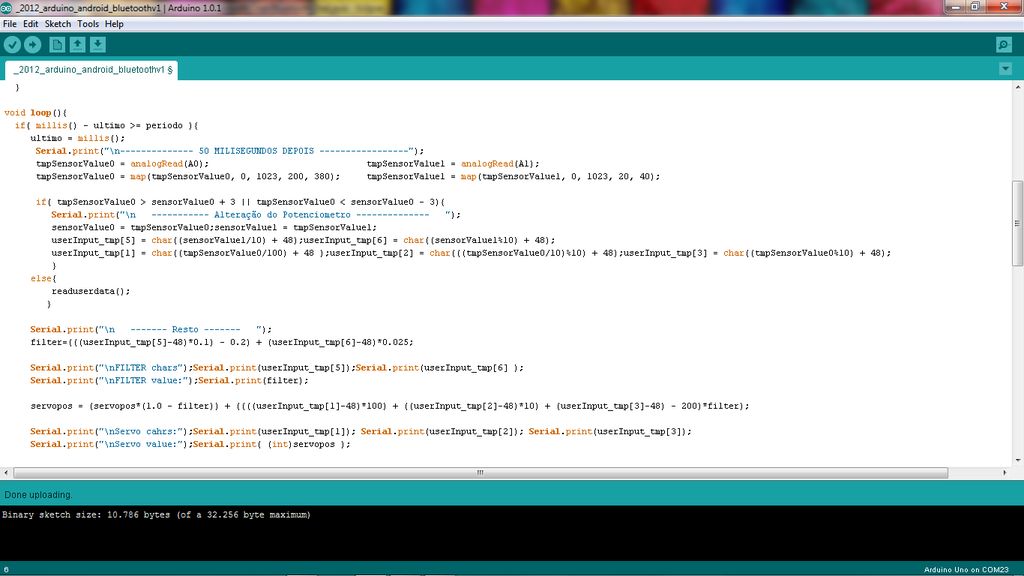 _2012_arduino_android_bluetoothv1 | Arduino 1.0.1
File Edit Sketch Tools Help
_2012_arduino_android_bluetoothv1 §
}
void loop(){
if( millis() - ultimo >= periodo ){
ultimo = millis();
Serial.print("\n-------------- 50 MILISEGUNDOS DEPOIS -----------------");
tmpSensorValue0 = analogRead(A0); tmpSensorValue1 = analogRead(A1);
tmpSensorValue0 = map(tmpSensorValue0, 0, 1023, 200, 380); tmpSensorValue1 = map(tmpSensorValue1, 0, 1023, 20, 40);
if( tmpSensorValue0 > sensorValue0 + 3 || tmpSensorValue0 < sensorValue0 - 3){
Serial.print("\n ----------- Alteração do Potenciometro -------------- ");
sensorValue0 = tmpSensorValue0;sensorValue1 = tmpSensorValue1;
userInput_tmp[5] = char((sensorValue1/10) + 48);userInput_tmp[6] = char((sensorValue1%10) + 48);
userInput_tmp[1] = char((tmpSensorValue0/100) + 48 );userInput_tmp[2] = char(((tmpSensorValue0/10)%10) + 48);userInput_tmp[3] = char((tmpSensorValue0%10) + 48);
}
else{
readuserdata();
}
Serial.print("\n ------- Resto ------- ");
filter=(((userInput_tmp[5]-48)*0.1) - 0.2) + (userInput_tmp[6]-48)*0.025;
Serial.print("\nFILTER chars");Serial.print(userInput_tmp[5]);Serial.print(userInput_tmp[6] );
Serial.print("\nFILTER value:");Serial.print(filter);
servopos = (servopos*(1.0 - filter)) + ((((userInput_tmp[1]-48)*100) + ((userInput_tmp[2]-48)*10) + (userInput_tmp[3]-48) - 200)*filter);
Serial.print("\nServo cahrs:");Serial.print(userInput_tmp[1]); Serial.print(userInput_tmp[2]); Serial.print(userInput_tmp[3]);
Serial.print("\nServo value:");Serial.print( (int)servopos );
Done uploading.
Binary sketch size: 10.786 bytes (of a 32.256 byte maximum)
6 Arduino Uno on COM23